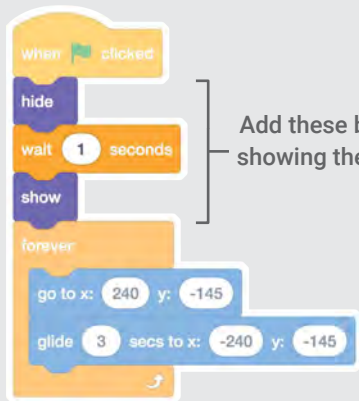 when clicked
hide
wait 1 seconds
show
Add these
showing the
forever
go to x: 240 y: -145
glide 3 secs to x: -240 y: -145